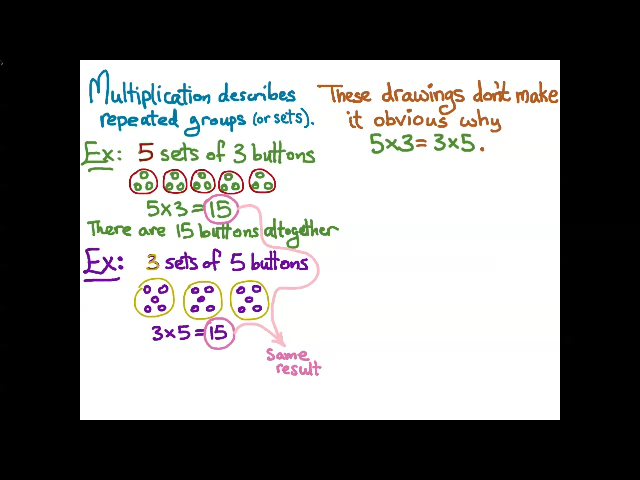 Multiplication describes
repeated groups (or sets).
Ex: 5 sets of 3 buttons
5×3=15
There are 15 buttons altogether
Ex: 3 sets of 5 buttons
3×5=15
Same
result
These drawings don't make
it obvious why
5×3=3×5.